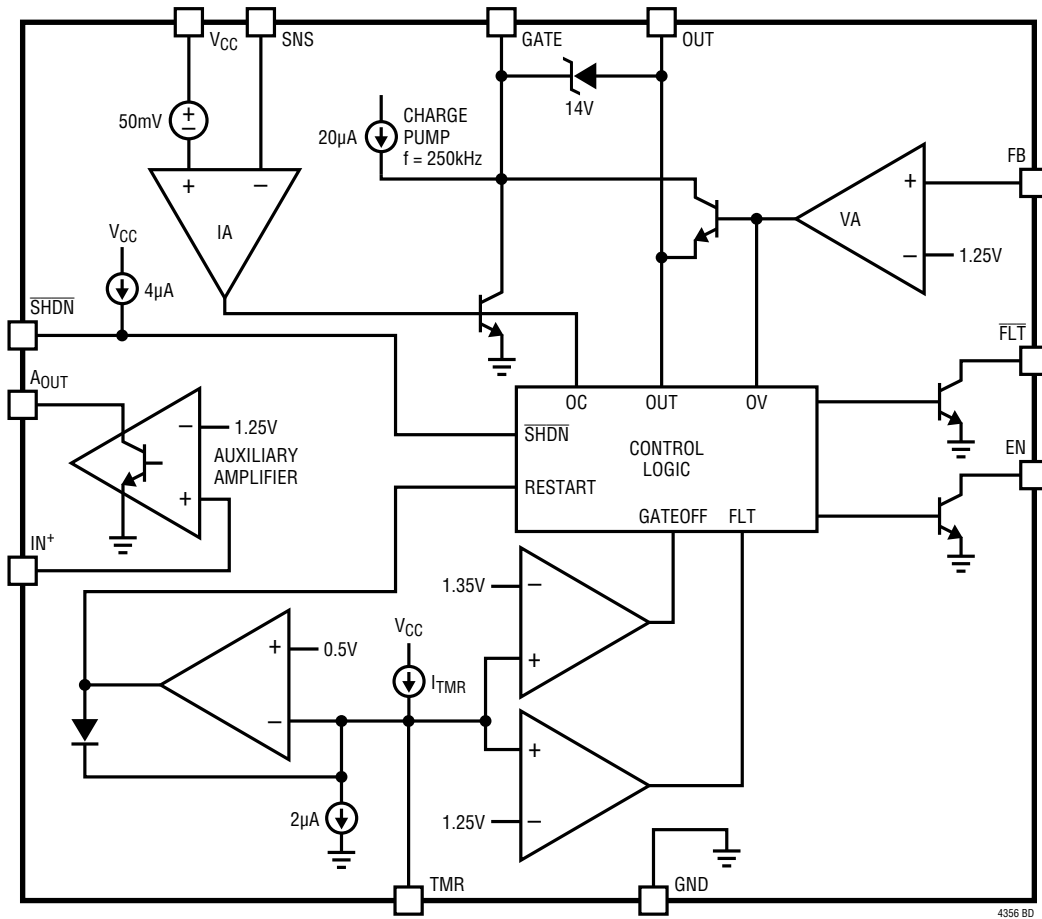 VCC
SNS
GATE
OUT
50mV
+
−
14V
20µA
CHARGE
PUMP
f = 250kHz
FB
+
−
IA
VA
+
−
1.25V
VCC
4µA
SHDN
FLT
AOUT
−
1.25V
AUXILIARY
AMPLIFIER
+
IN+
OC
OUT
OV
SHDN
CONTROL
LOGIC
RESTART
GATEOFF
FLT
EN
1.35V
−
+
VCC
ITMR
+
0.5V
−
2µA
+
1.25V
−
TMR
GND
4356 BD